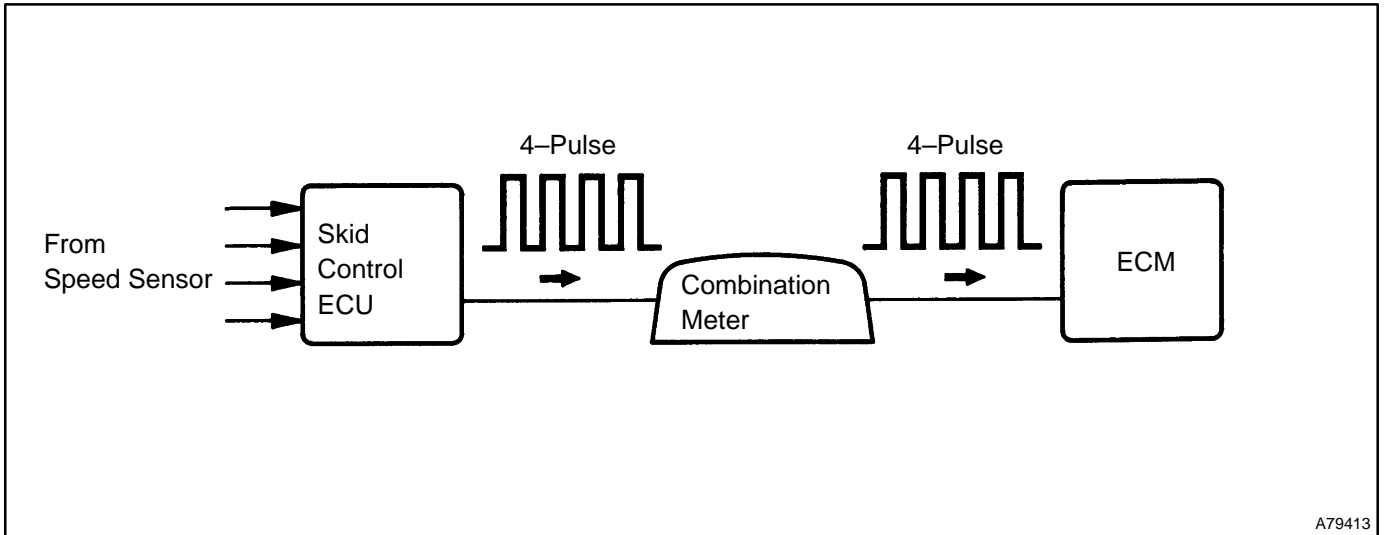 4–Pulse
4–Pulse
From
Speed Sensor
Skid
Control
ECU
Combination
Meter
ECM
A79413